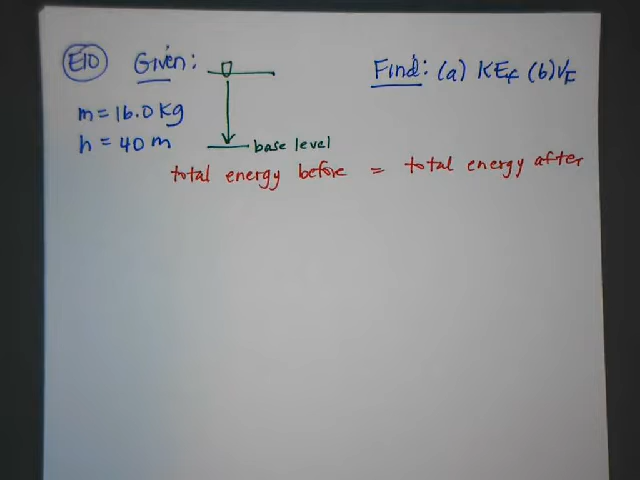 E10 Given: Find: (a) KEf (b) VF
m = 16.0 Kg
h = 40 m
base level
total energy before = total energy after